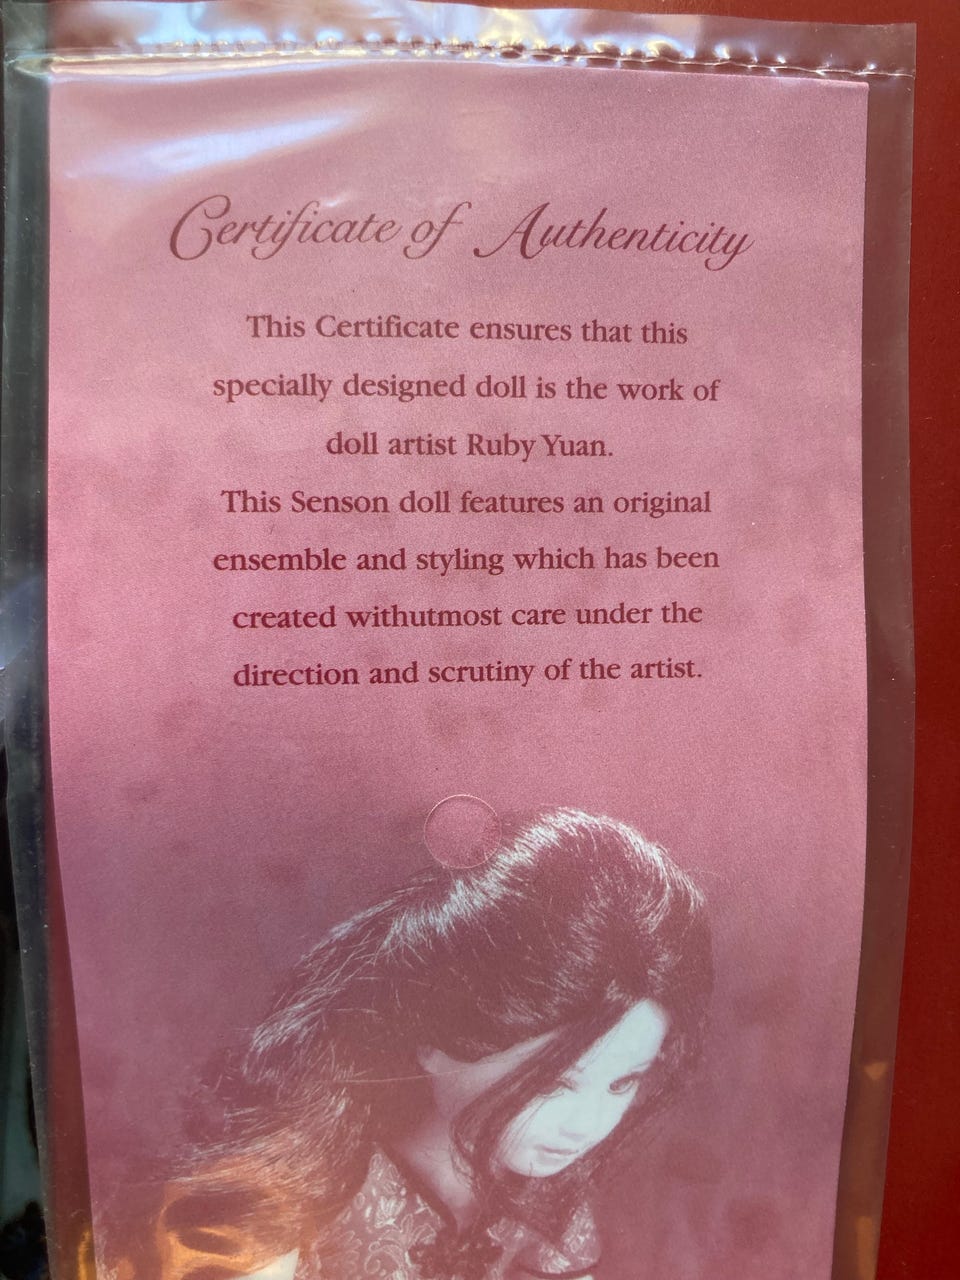 Certificate of Authenticity
This Certificate ensures that this
specially designed doll is the work of
doll artist Ruby Yuan.
This Senson doll features an original
ensemble and styling which has been
created withutmost care under the
direction and scrutiny of the artist.